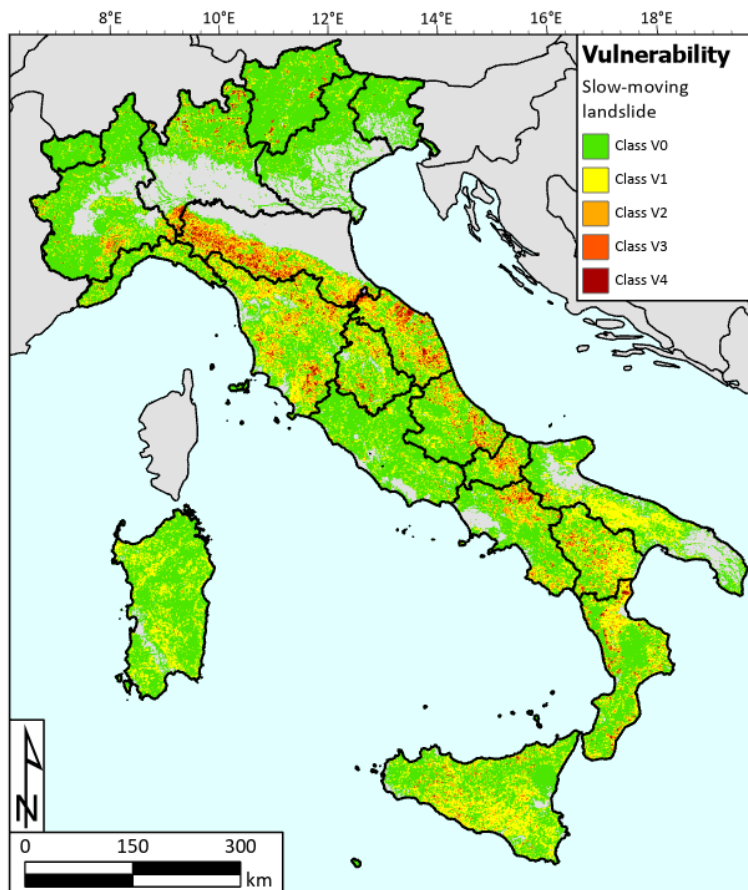 8°E 10°E 12°E 14°E 16°E 18°E
Vulnerability
Slow-moving
landslide
Class V0
Class V1
Class V2
Class V3
Class V4
N
0 150 300
km